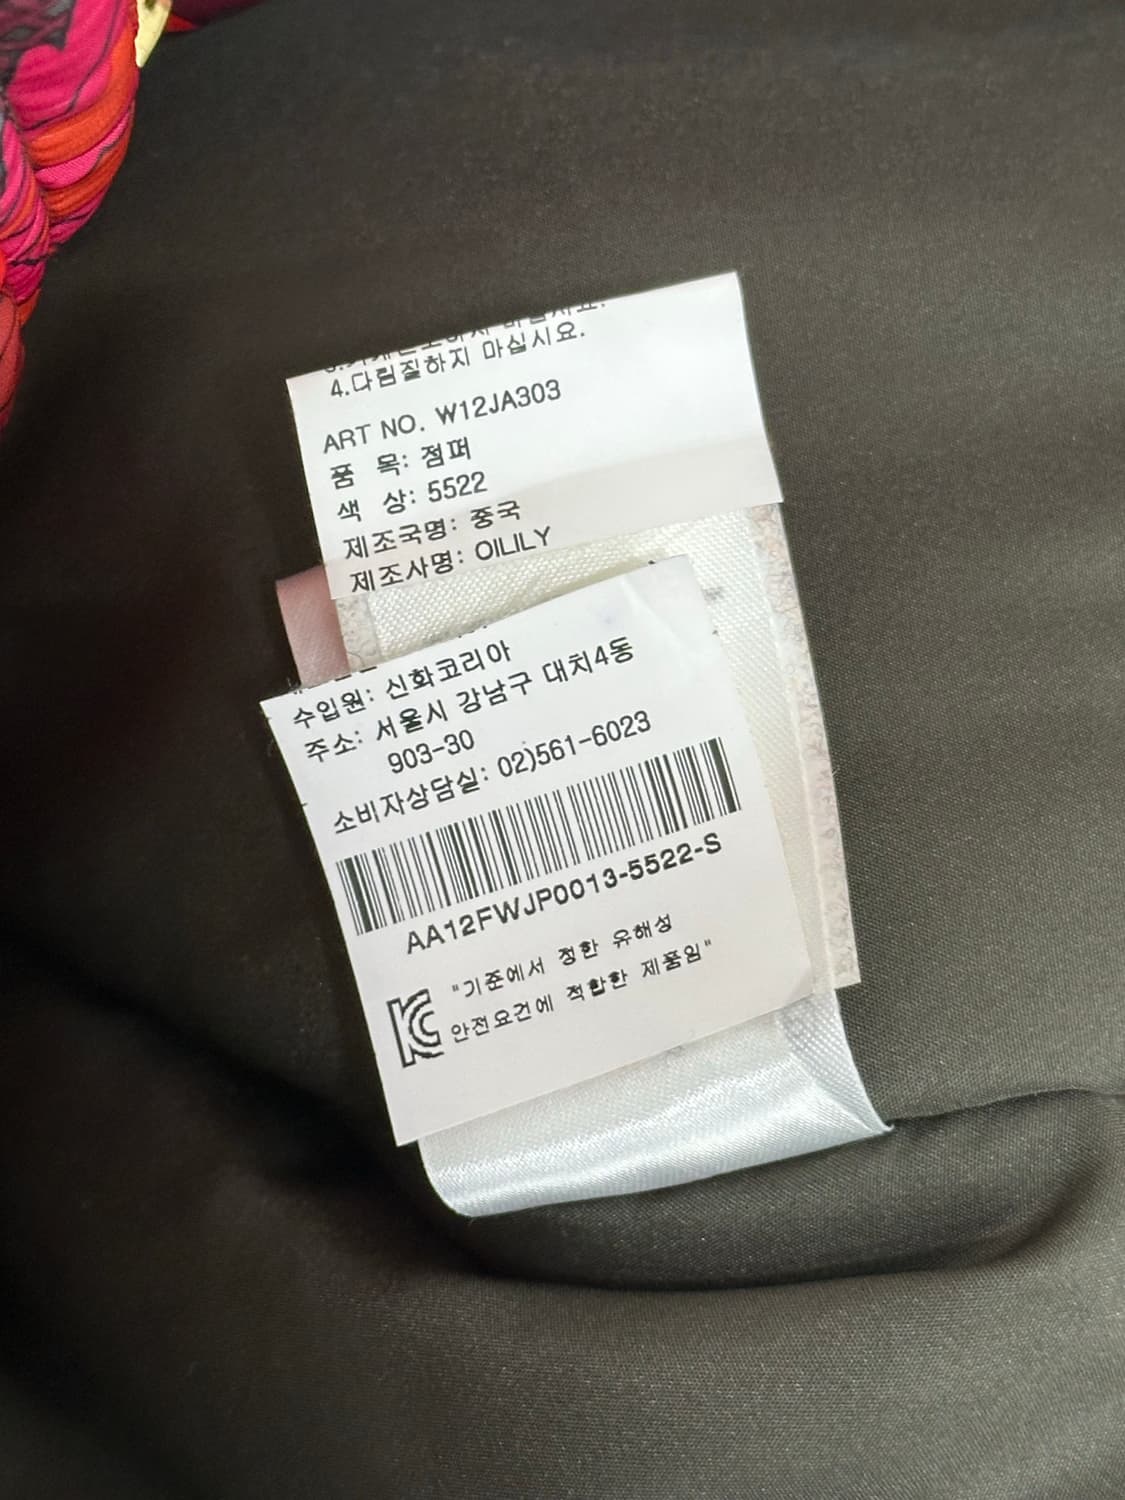 4.다림질하지 마십시요.
ART NO. W12JA303
품 목: 점퍼
색 상: 5522
제조국명: 중국
제조사명: OILILY
수입원: 신화코리아
주소: 서울시 강남구 대치4동
903-30
소비자상담실: 02)561-6023
AA12FWJP0013-5522-S
"기준에서 정한 유해성
안전요건에 적합한 제품임"